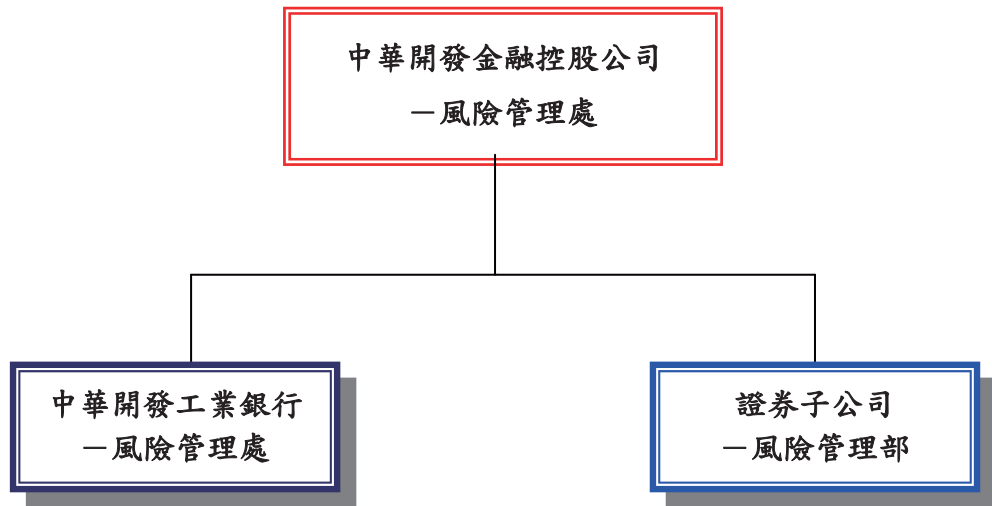 中華開發金融控股公司
－風險管理處
中華開發工業銀行
－風險管理處
證券子公司
－風險管理部